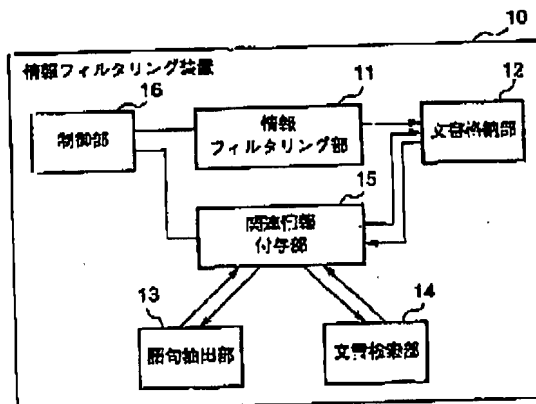 10
情報フィルタリング装置
16
11
12
制御部
情報
フィルタリング部
文書格納部
15
関連情報
付与部
13
14
語句抽出部
文書検索部